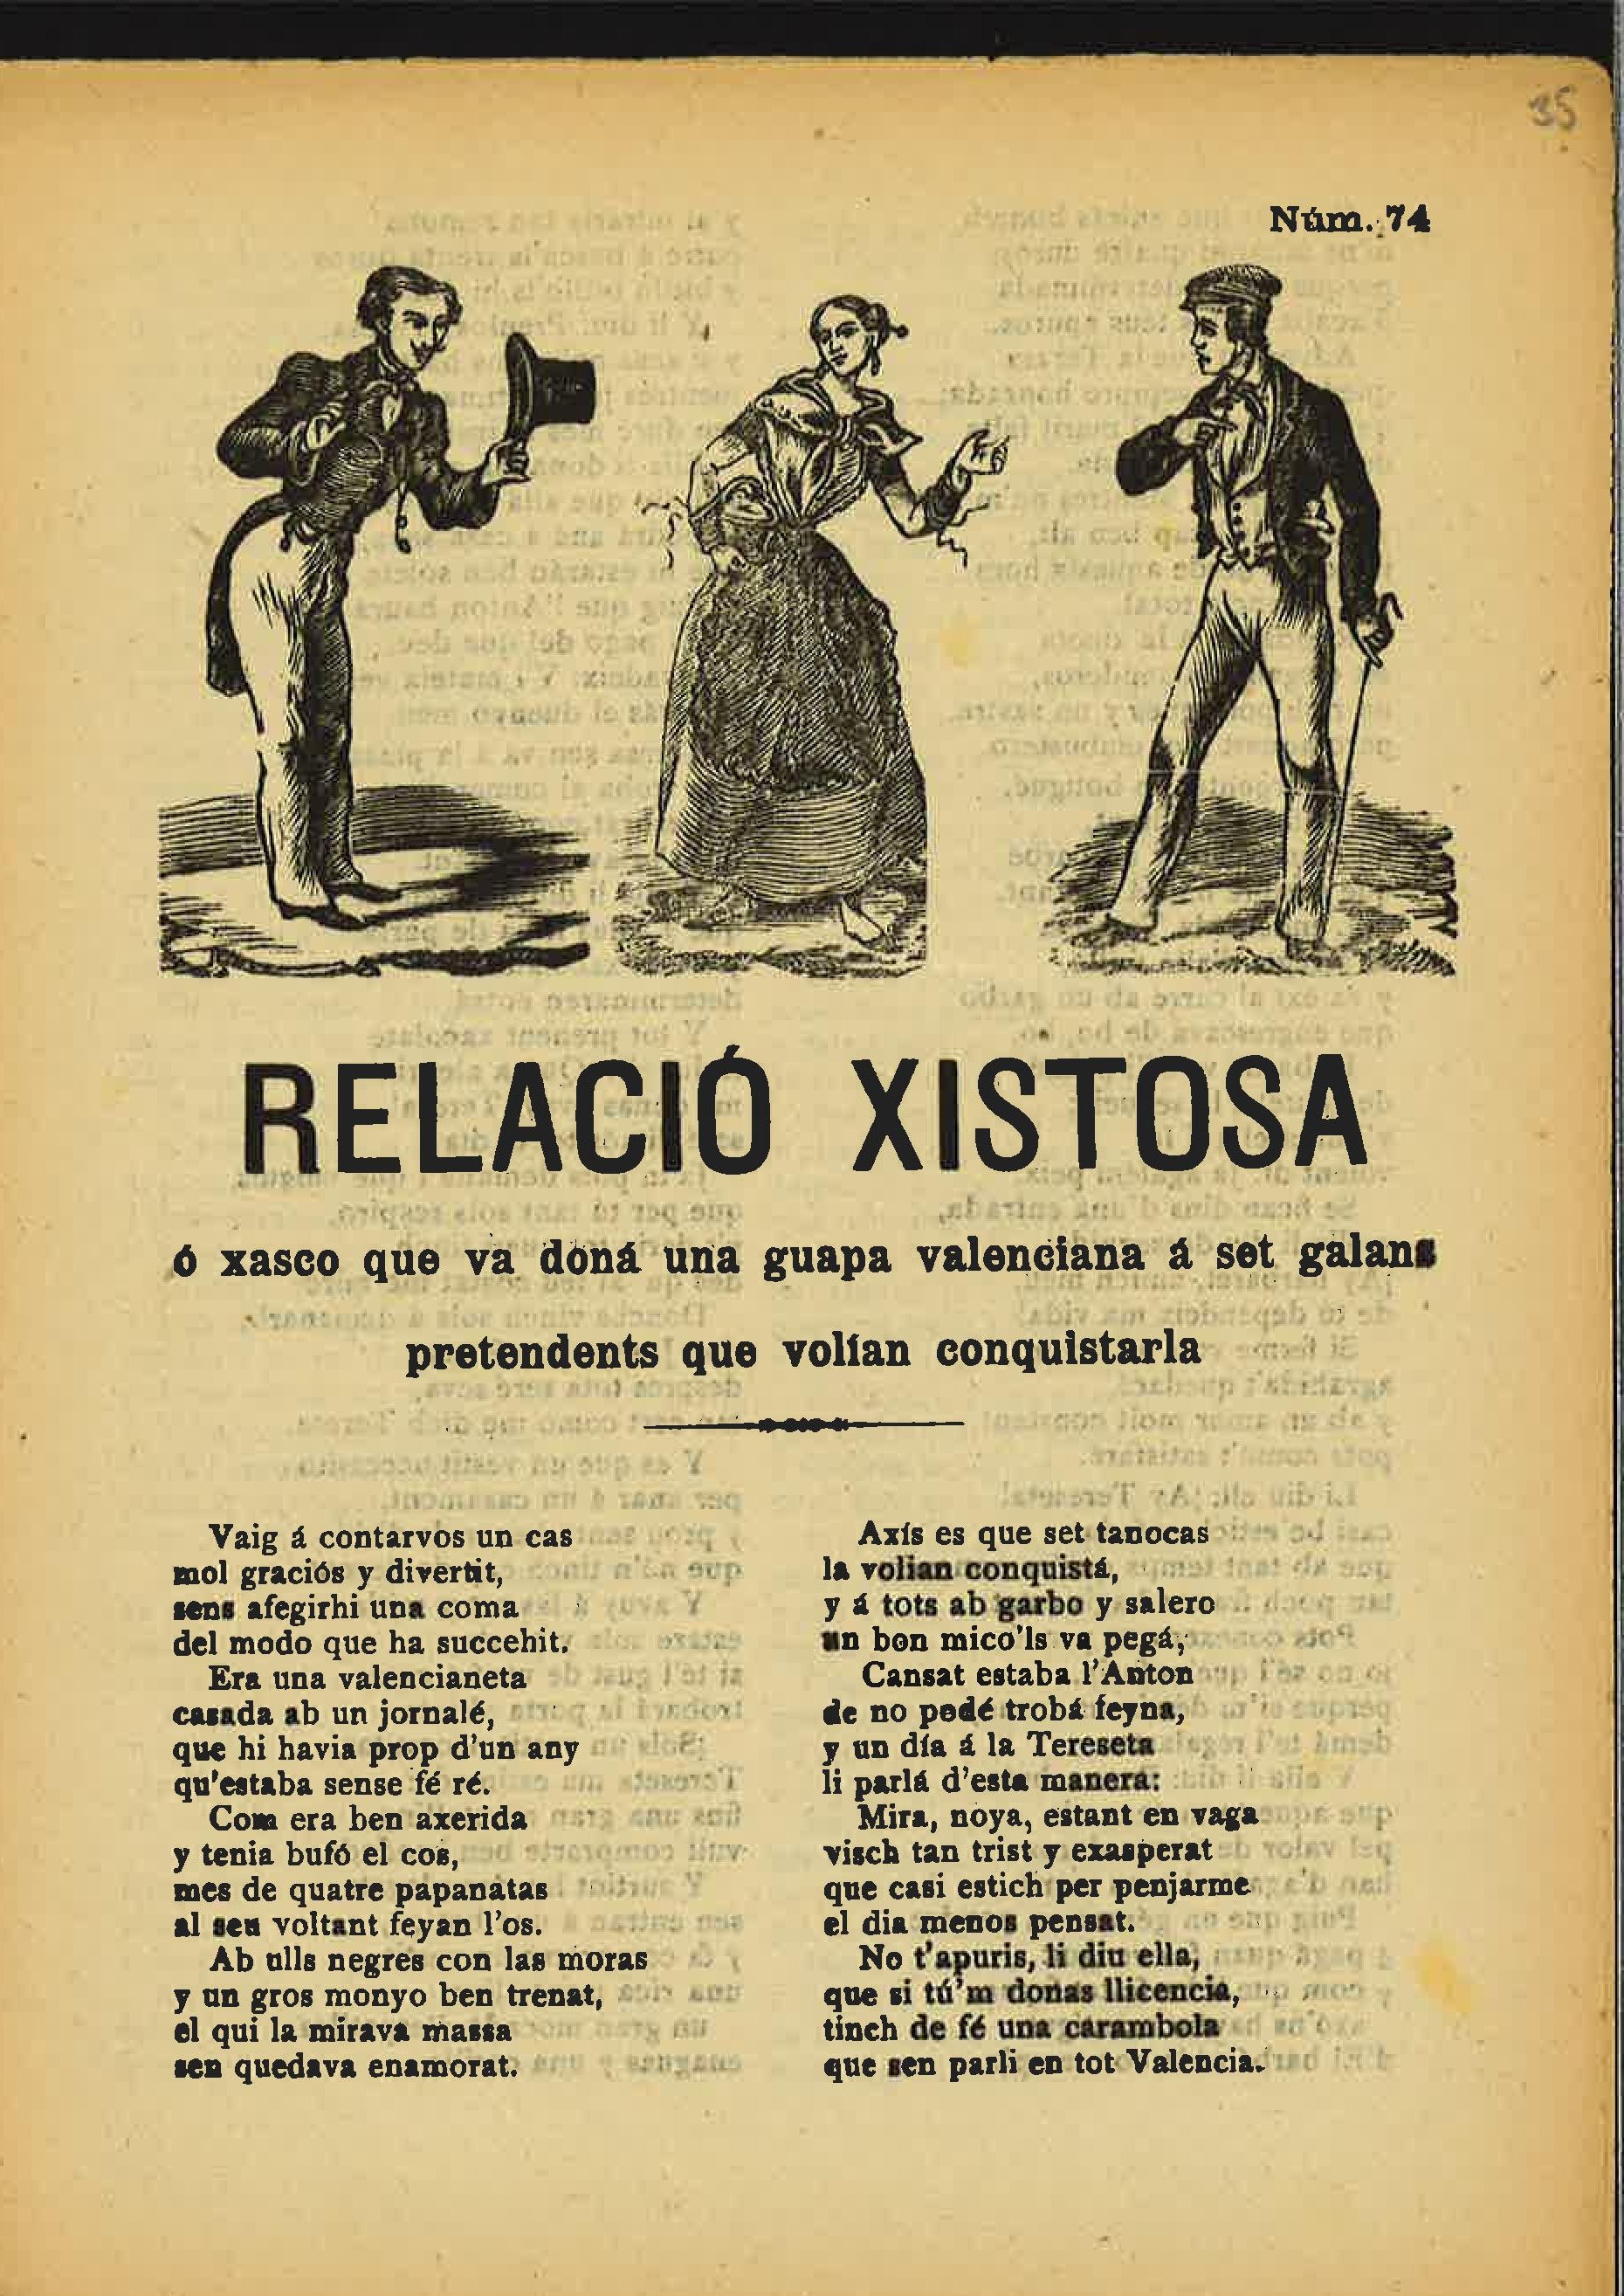 35
Núm. 74
RELACIÓ XISTOSA
ó xasco que va doná una guapa valenciana á set galans
pretendents que volían conquistarla
Vaig á contarvos un cas
mol graciós y divertit,
sens afegirhi una coma
del modo que ha succehit.
Era una valencianeta
casada ab un jornalé,
que hi havia prop d'un any
qu'estaba sense fé ré.
Com era ben axerida
y tenia bufó el cos,
mes de quatre papanatas
al seu voltant feyan l'os.
Ab ulls negres con las moras
y un gros monyo ben trenat,
el qui la mirava massa
sen quedava enamorat.
Axís es que set tanocas
la volian conquistá,
y á tots ab garbo y salero
un bon mico'ls va pegá,
Cansat estaba l'Anton
de no podé trobá feyna,
y un día á la Tereseta
li parlá d'esta manera:
Mira, noya, estant en vaga
visch tan trist y exasperat
que casi estich per penjarme
el dia menos pensat.
No t'apuris, li diu ella,
que si tú'm donas llicencia,
tinch de fé una carambola
que sen parli en tot Valencia.